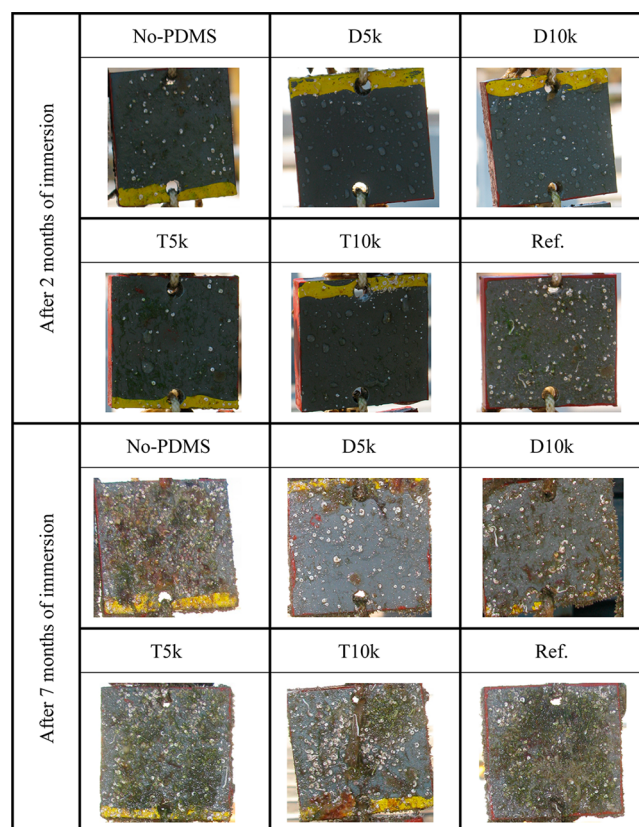 After 2 months of immersion
No-PDMS D5k D10k
T5k T10k Ref.
After 7 months of immersion
No-PDMS D5k D10k
T5k T10k Ref.